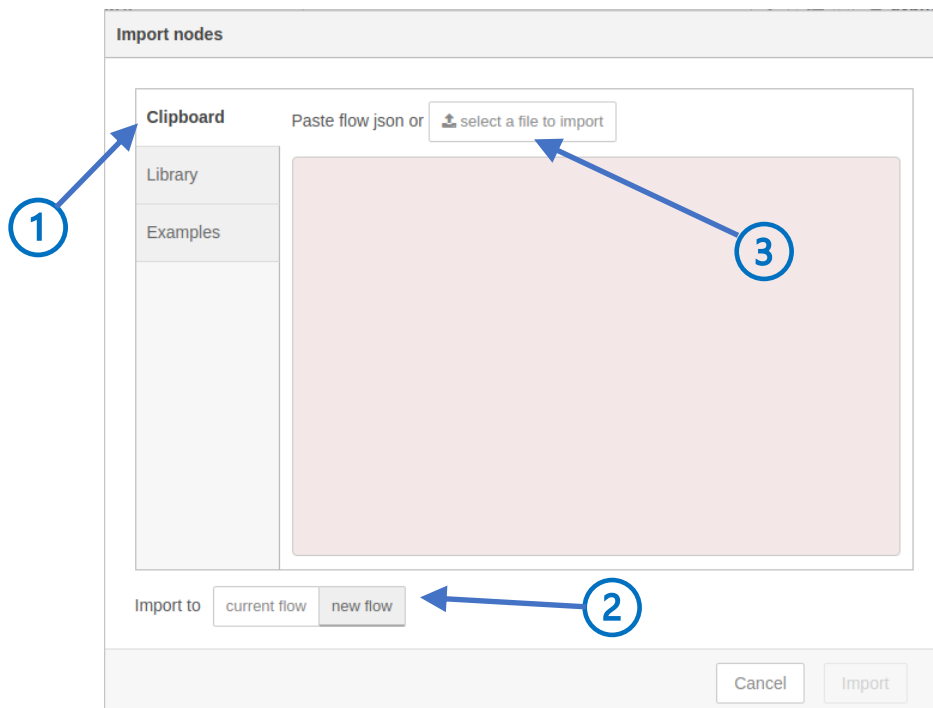 Import nodes
Clipboard
Paste flow json or select a file to import
Library
Examples
1
3
Import to current flow new flow
2
Cancel Import